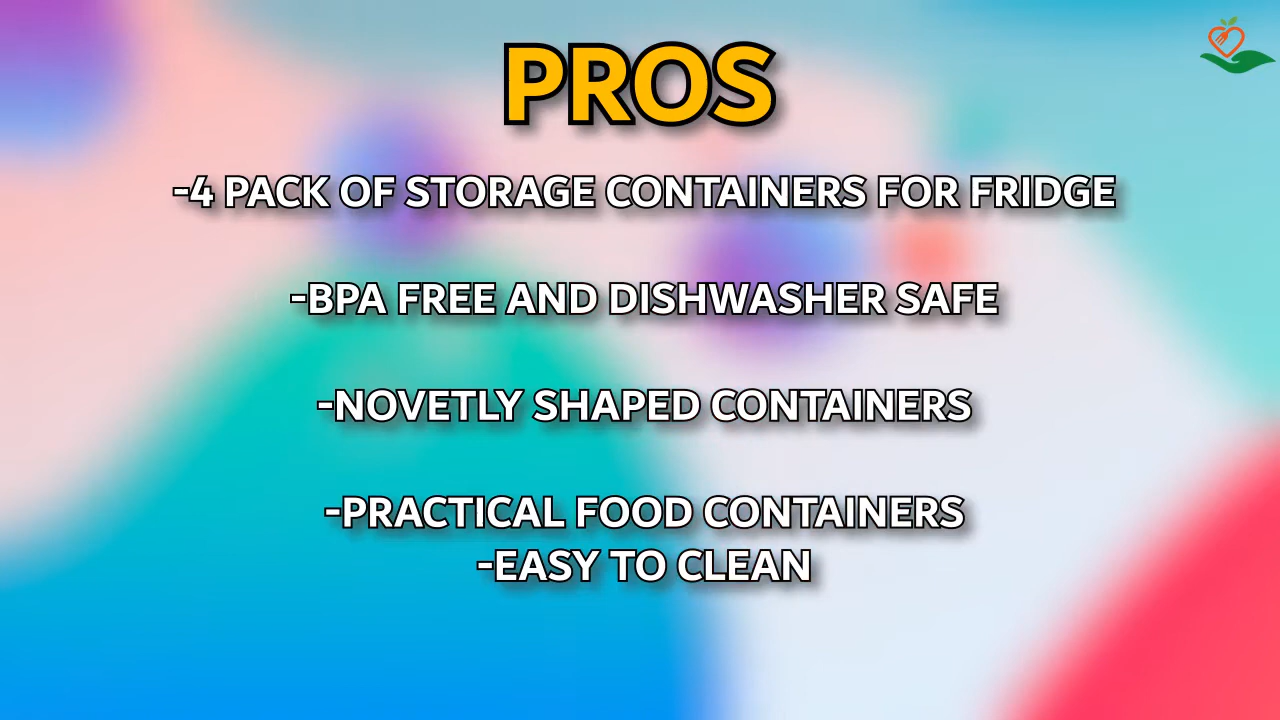 PROS
-4 PACK OF STORAGE CONTAINERS FOR FRIDGE
-BPA FREE AND DISHWASHER SAFE
-NOVETLY SHAPED CONTAINERS
-PRACTICAL FOOD CONTAINERS
-EASY TO CLEAN